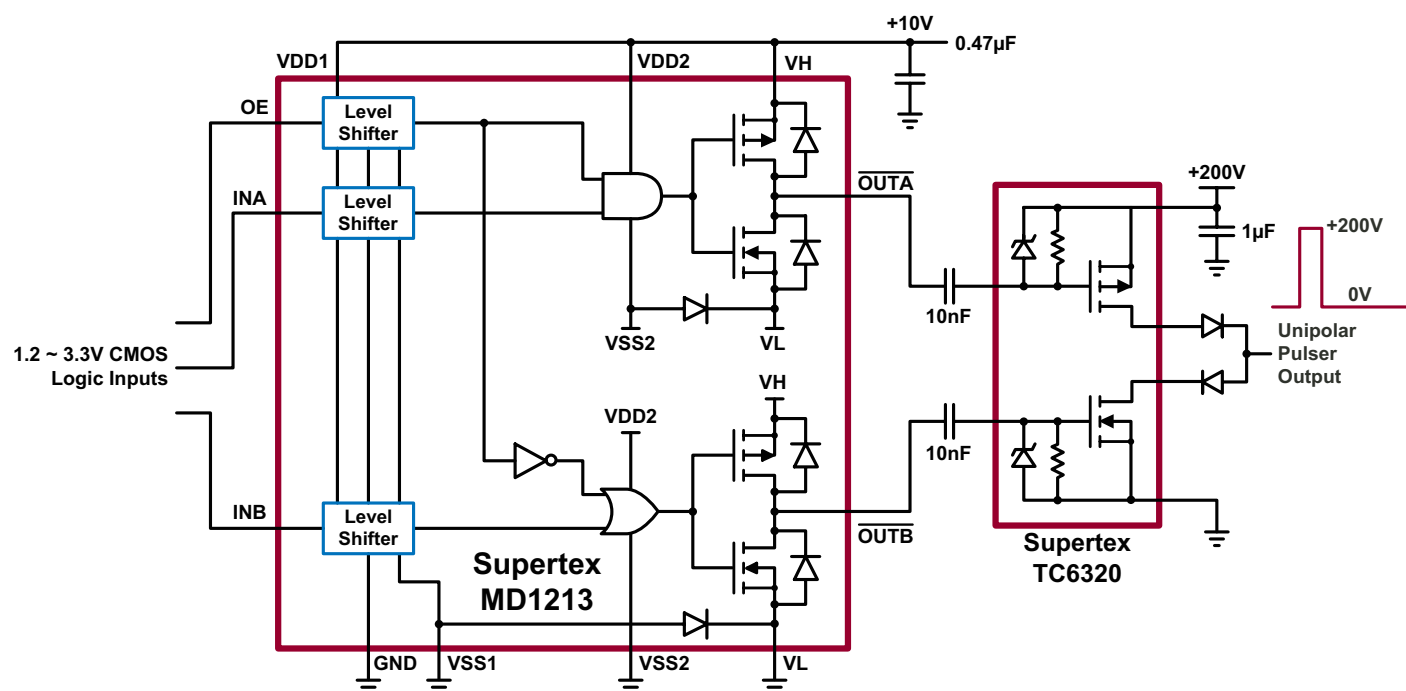 +10V
0.47µF
VDD1
VDD2
VH
OE
Level
Shifter
INA
Level
Shifter
OUTA
+200V
1µF
+200V
0V
10nF
VSS2
VL
1.2 ~ 3.3V CMOS
Logic Inputs
Unipolar
Pulser
Output
VH
VDD2
10nF
INB
Level
Shifter
OUTB
Supertex
MD1213
Supertex
TC6320
GND
VSS1
VSS2
VL